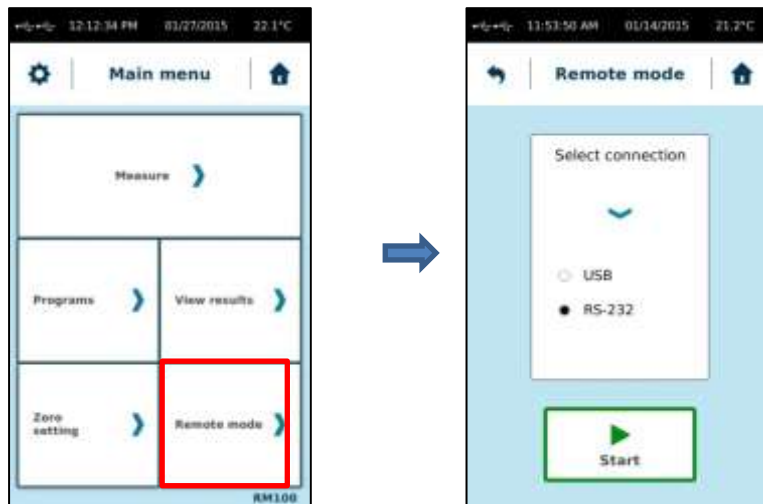 12:12:34 PM 01/27/2015 22.1°C
Main menu
Measure
Programs
View results
Zero
setting
Remote mode
RM100
11:53:50 AM 01/14/2015 21.2°C
Remote mode
Select connection
USB
RS-232
Start